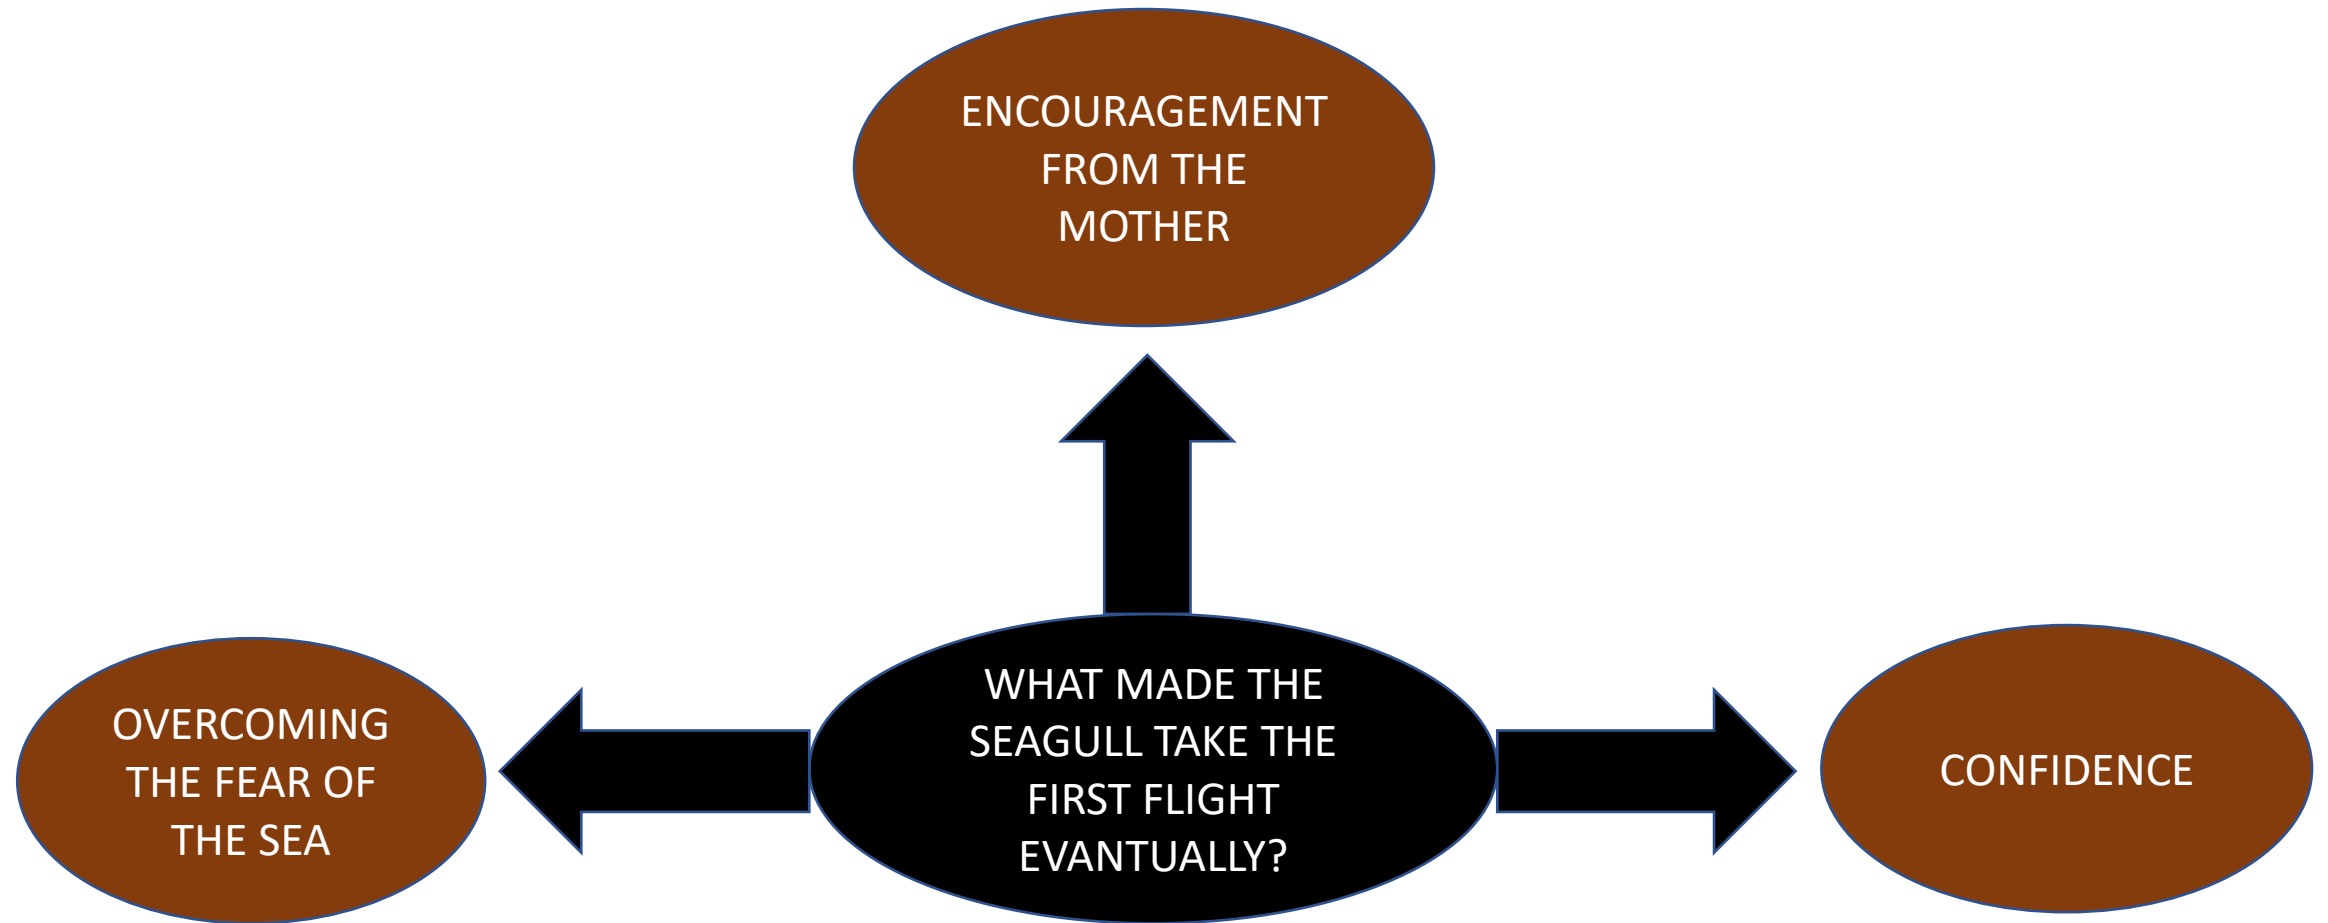 ENCOURAGEMENT
FROM THE
MOTHER
OVERCOMING
THE FEAR OF
THE SEA
WHAT MADE THE
SEAGULL TAKE THE
FIRST FLIGHT
EVANTUALLY?
CONFIDENCE